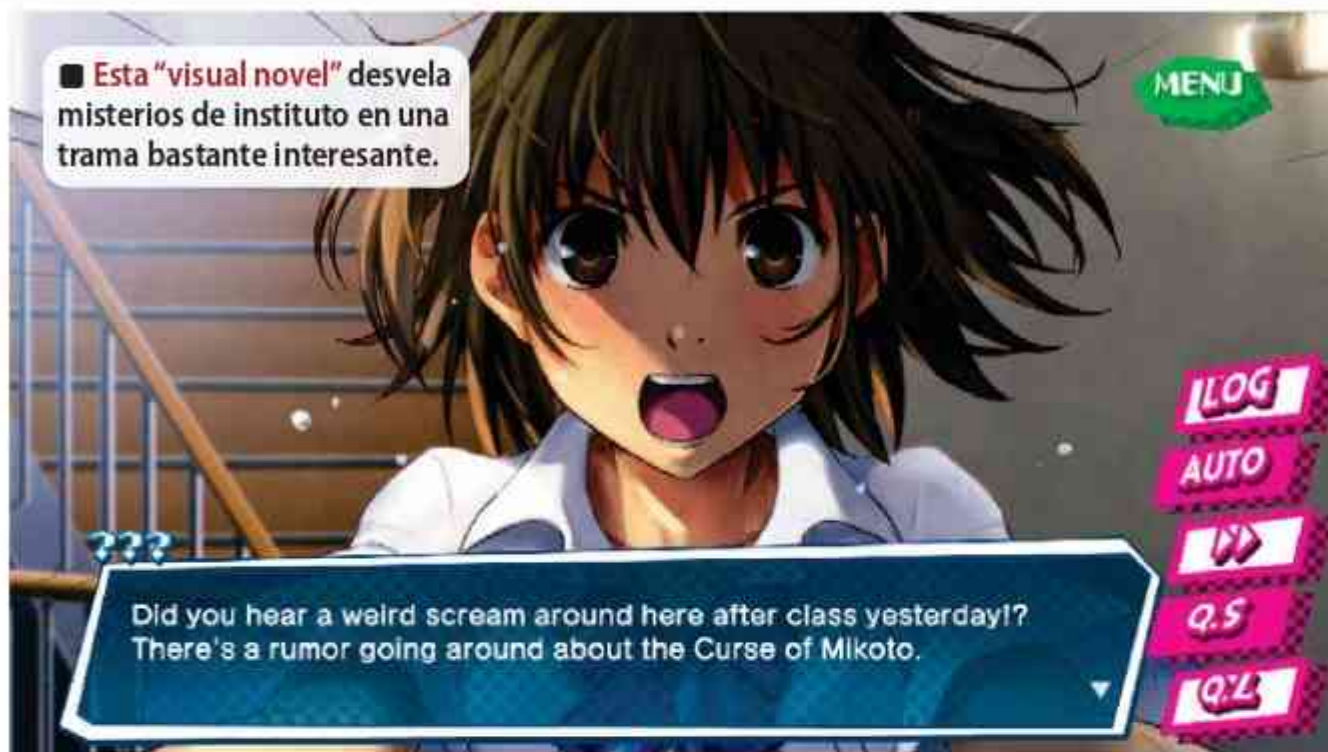 ■ Esta "visual novel" desvela
misterios de instituto en una
trama bastante interesante.
MENU
LOG
AUTO
Q.S
Q.L
???
Did you hear a weird scream around here after class yesterday!?
There's a rumor going around about the Curse of Mikoto.